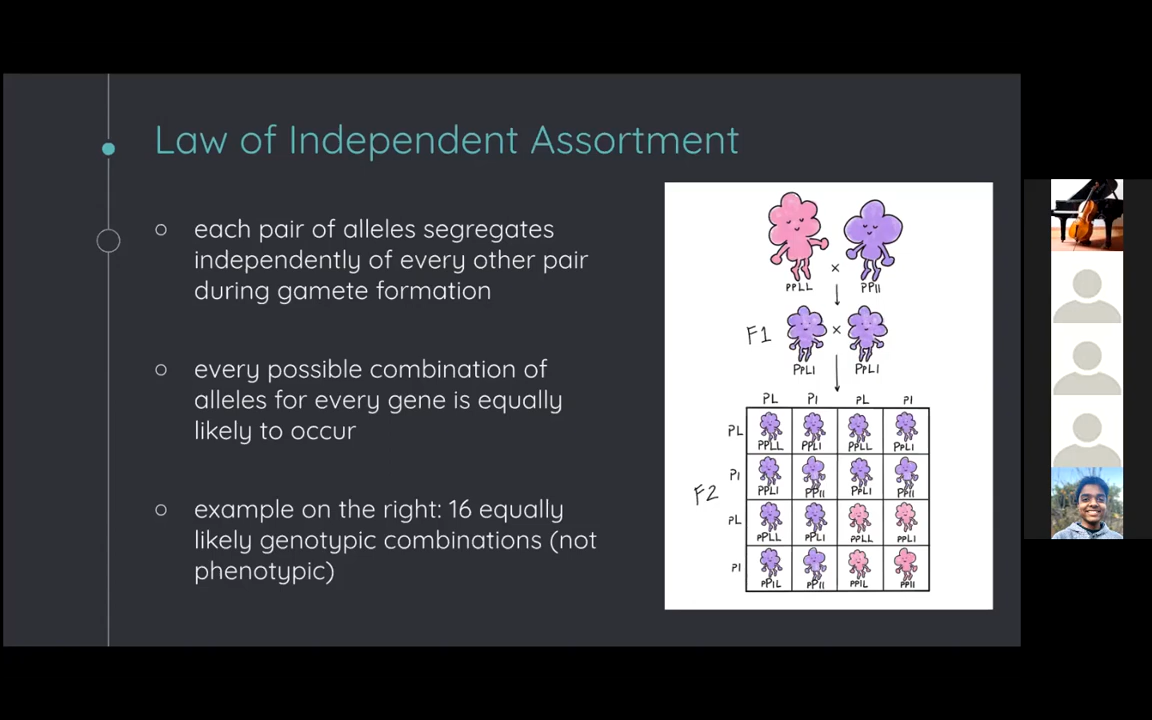 Law of Independent Assortment
each pair of alleles segregates
independently of every other pair
during gamete formation
every possible combination of
alleles for every gene is equally
likely to occur
example on the right: 16 equally
likely genotypic combinations (not
phenotypic)
×
ppLL PPll
F1
×
PpLl PpLl
PL Pl pL pl
PL
PPLL PPLl PpLL PpLl
Pl
PPLl PPll PpLl Ppll
F2
pL
PpLL PpLl ppLL ppLl
pl
PplL Ppll pplL ppll